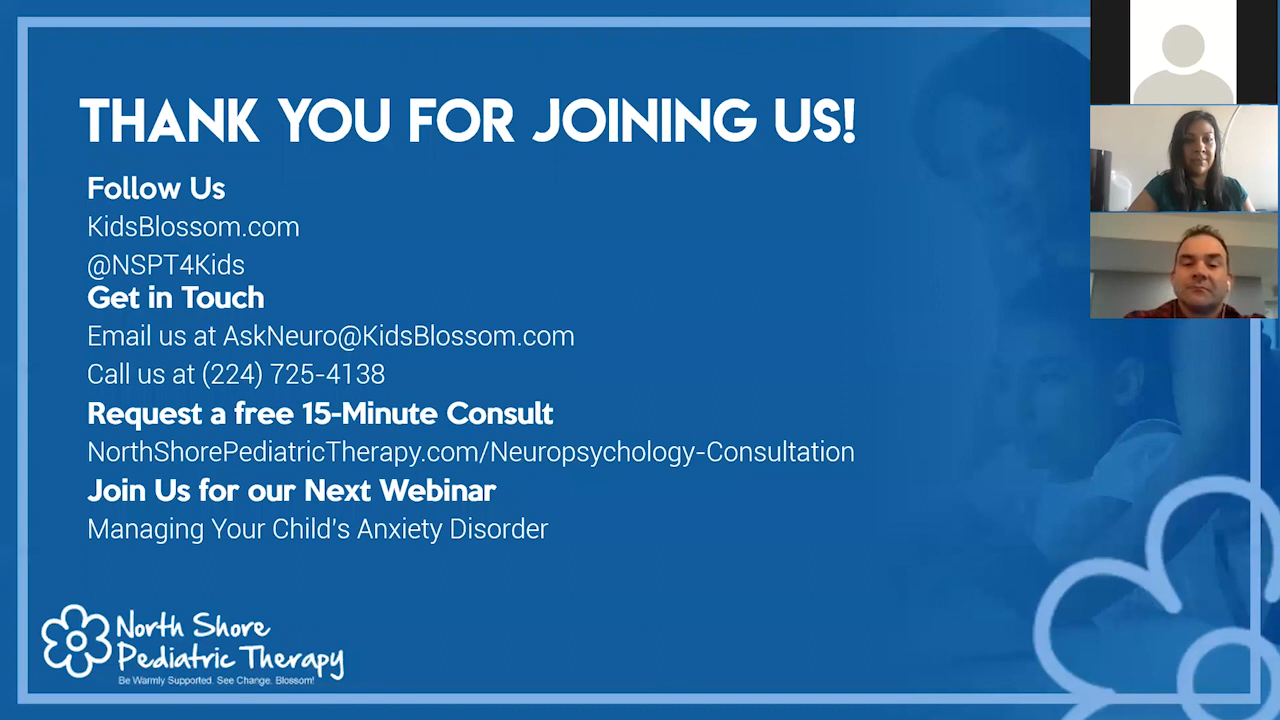 THANK YOU FOR JOINING US!
Follow Us
KidsBlossom.com
@NSPT4Kids
Get in Touch
Email us at AskNeuro@KidsBlossom.com
Call us at (224) 725-4138
Request a free 15-Minute Consult
NorthShorePediatricTherapy.com/Neuropsychology-Consultation
Join Us for our Next Webinar
Managing Your Child's Anxiety Disorder
North Shore
Pediatric Therapy
Be Warmly Supported. See Change. Blossom!